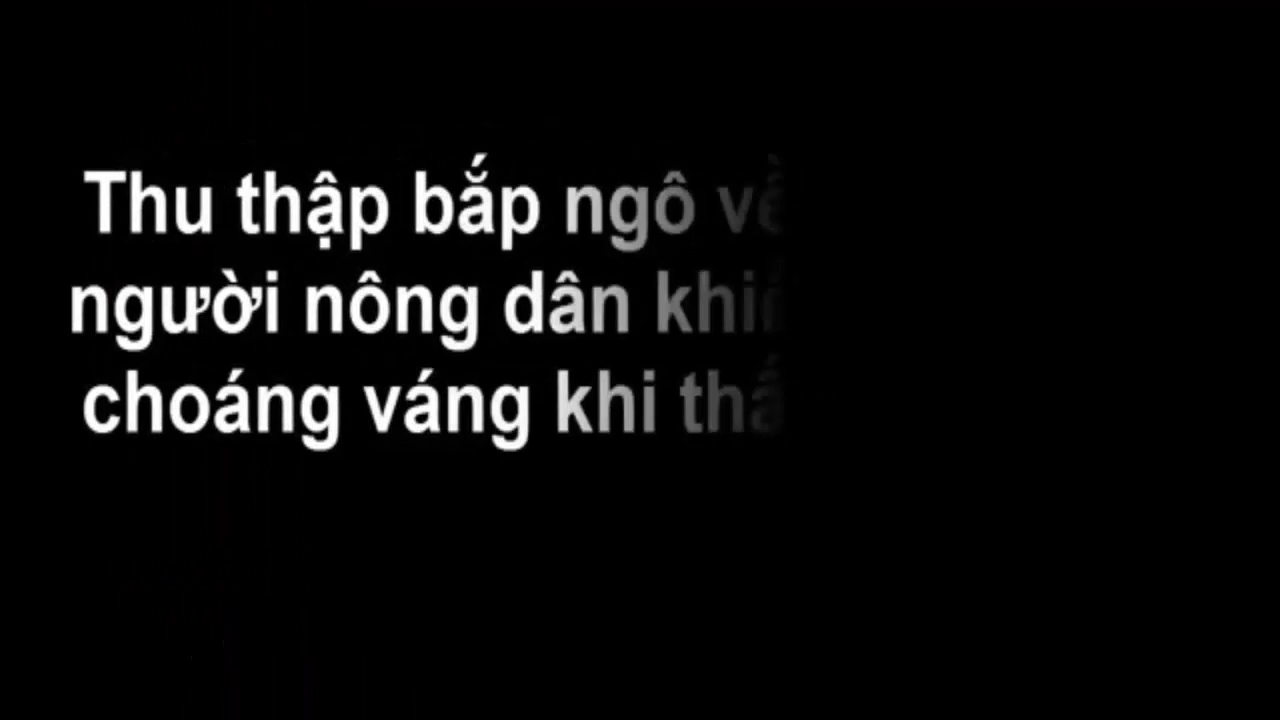 Thu thập bắp ngô
người nông dân
choáng váng khi